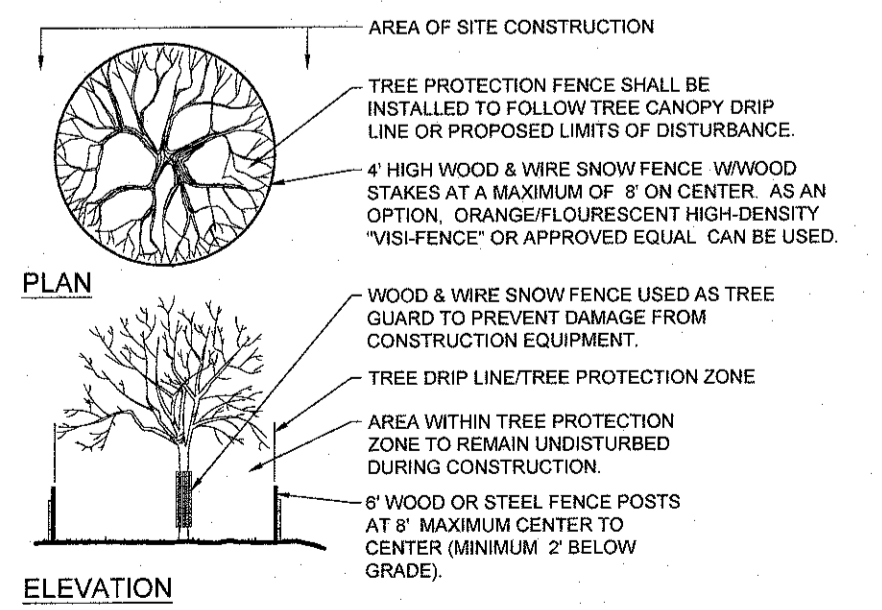 AREA OF SITE CONSTRUCTION
TREE PROTECTION FENCE SHALL BE
INSTALLED TO FOLLOW TREE CANOPY DRIP
LINE OR PROPOSED LIMITS OF DISTURBANCE.
4' HIGH WOOD & WIRE SNOW FENCE W/WOOD
STAKES AT A MAXIMUM OF 8' ON CENTER. AS AN
OPTION, ORANGE/FLOURESCENT HIGH-DENSITY
"VISI-FENCE" OR APPROVED EQUAL CAN BE USED.
PLAN
WOOD & WIRE SNOW FENCE USED AS TREE
GUARD TO PREVENT DAMAGE FROM
CONSTRUCTION EQUIPMENT.
TREE DRIP LINE/TREE PROTECTION ZONE
AREA WITHIN TREE PROTECTION
ZONE TO REMAIN UNDISTURBED
DURING CONSTRUCTION.
6' WOOD OR STEEL FENCE POSTS
AT 8' MAXIMUM CENTER TO
CENTER (MINIMUM 2' BELOW
GRADE).
ELEVATION